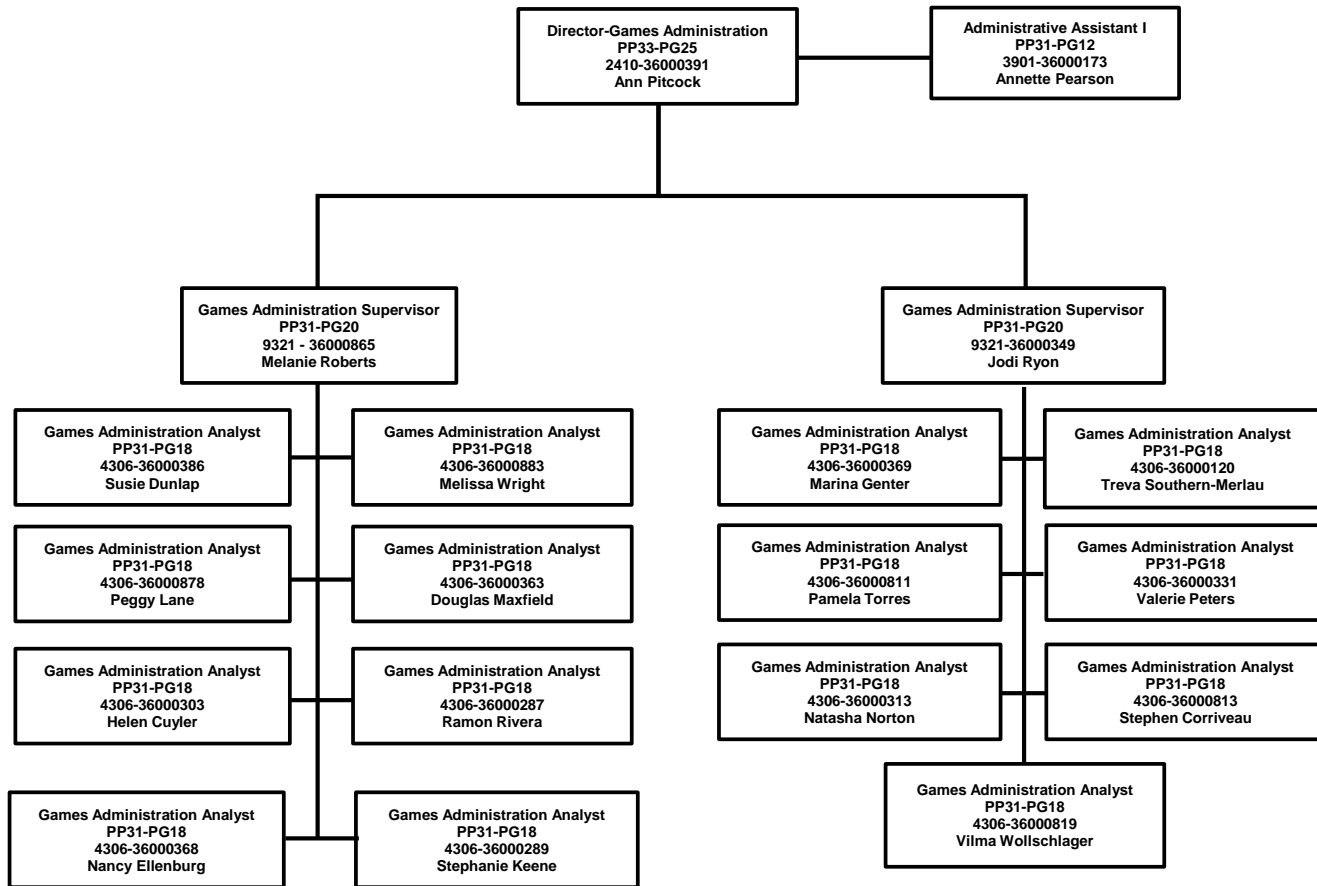 Director-Games Administration
PP33-PG25
2410-36000391
Ann Pitcock
Administrative Assistant I
PP31-PG12
3901-36000173
Annette Pearson
Games Administration Supervisor
PP31-PG20
9321 - 36000865
Melanie Roberts
Games Administration Supervisor
PP31-PG20
9321-36000349
Jodi Ryon
Games Administration Analyst
PP31-PG18
4306-36000386
Susie Dunlap
Games Administration Analyst
PP31-PG18
4306-36000883
Melissa Wright
Games Administration Analyst
PP31-PG18
4306-36000878
Peggy Lane
Games Administration Analyst
PP31-PG18
4306-36000363
Douglas Maxfield
Games Administration Analyst
PP31-PG18
4306-36000303
Helen Cuyler
Games Administration Analyst
PP31-PG18
4306-36000287
Ramon Rivera
Games Administration Analyst
PP31-PG18
4306-36000368
Nancy Ellenburg
Games Administration Analyst
PP31-PG18
4306-36000289
Stephanie Keene
Games Administration Analyst
PP31-PG18
4306-36000369
Marina Genter
Games Administration Analyst
PP31-PG18
4306-36000120
Treva Southern-Merlau
Games Administration Analyst
PP31-PG18
4306-36000811
Pamela Torres
Games Administration Analyst
PP31-PG18
4306-36000331
Valerie Peters
Games Administration Analyst
PP31-PG18
4306-36000313
Natasha Norton
Games Administration Analyst
PP31-PG18
4306-36000813
Stephen Corriveau
Games Administration Analyst
PP31-PG18
4306-36000819
Vilma Wollschlager